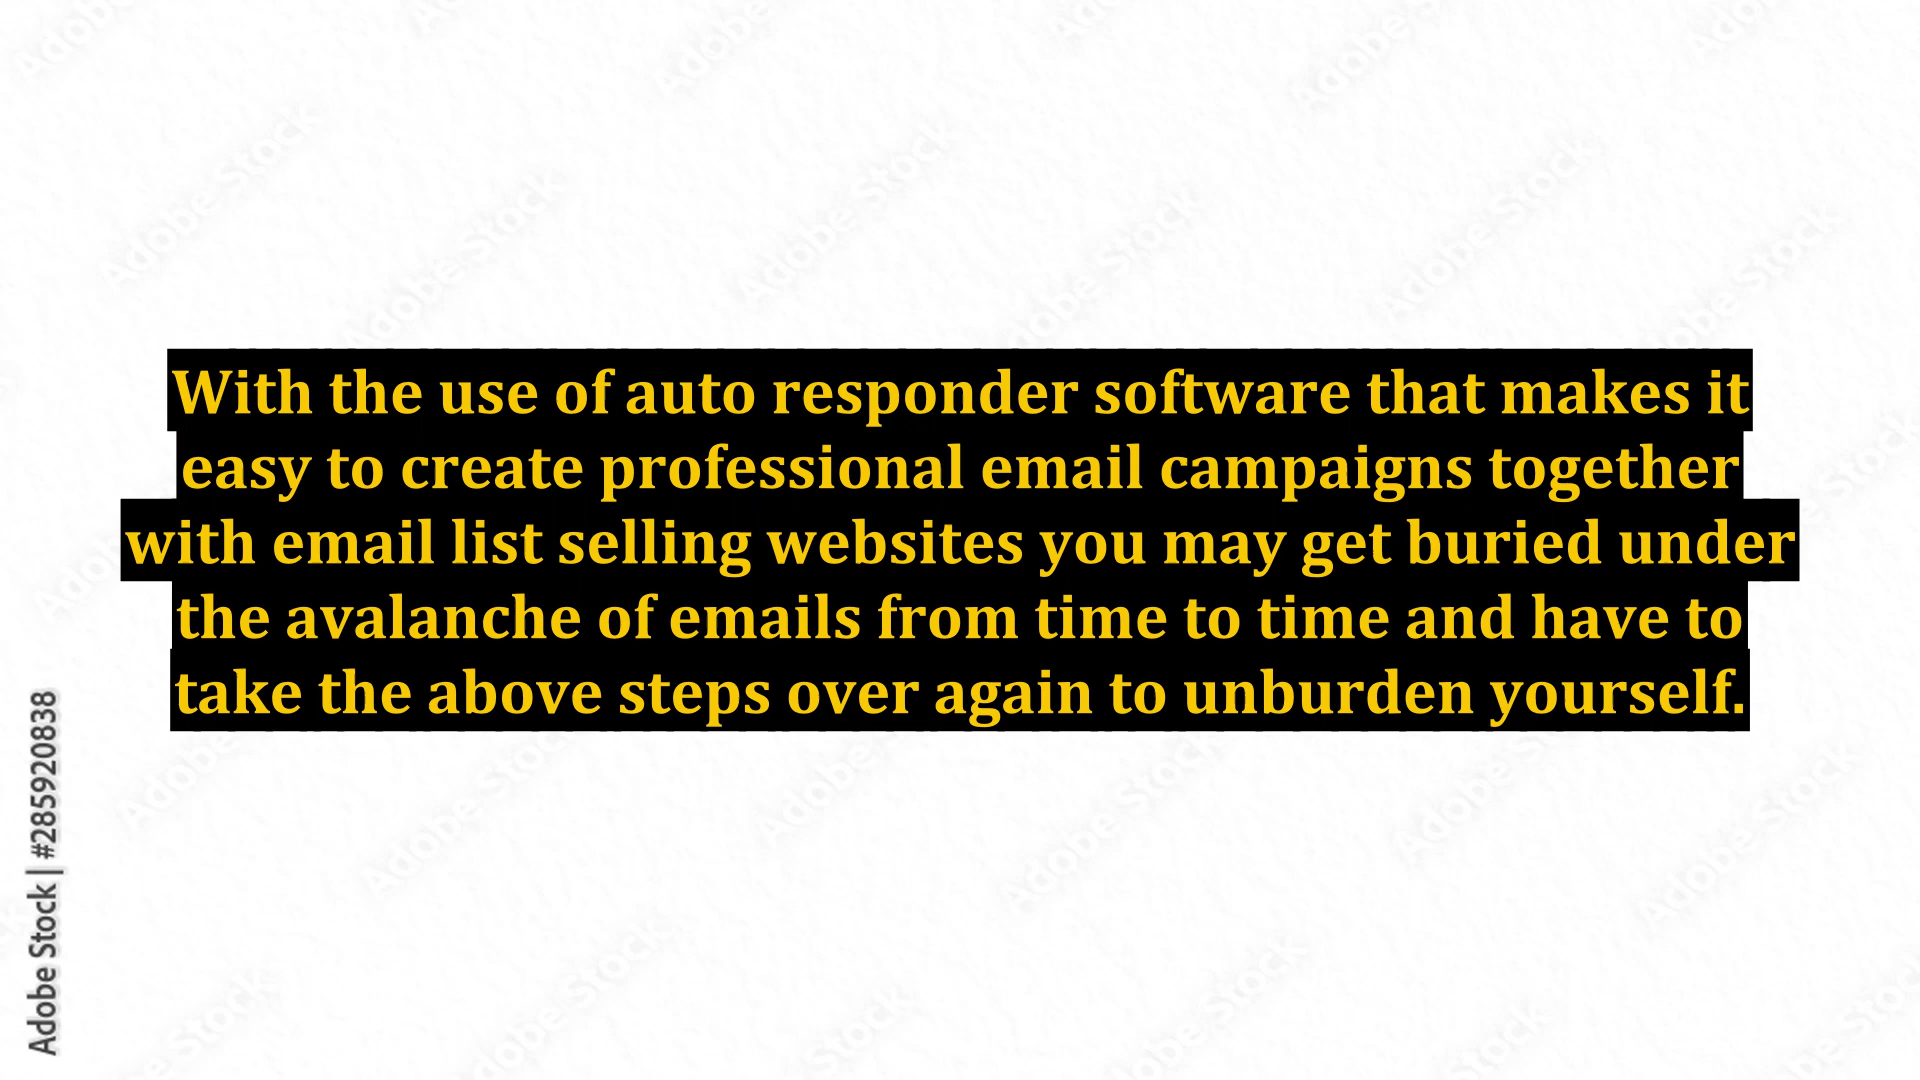 With the use of auto responder software that makes it
easy to create professional email campaigns together
with email list selling websites you may get buried under
the avalanche of emails from time to time and have to
take the above steps over again to unburden yourself.
Adobe Stock | #285920838